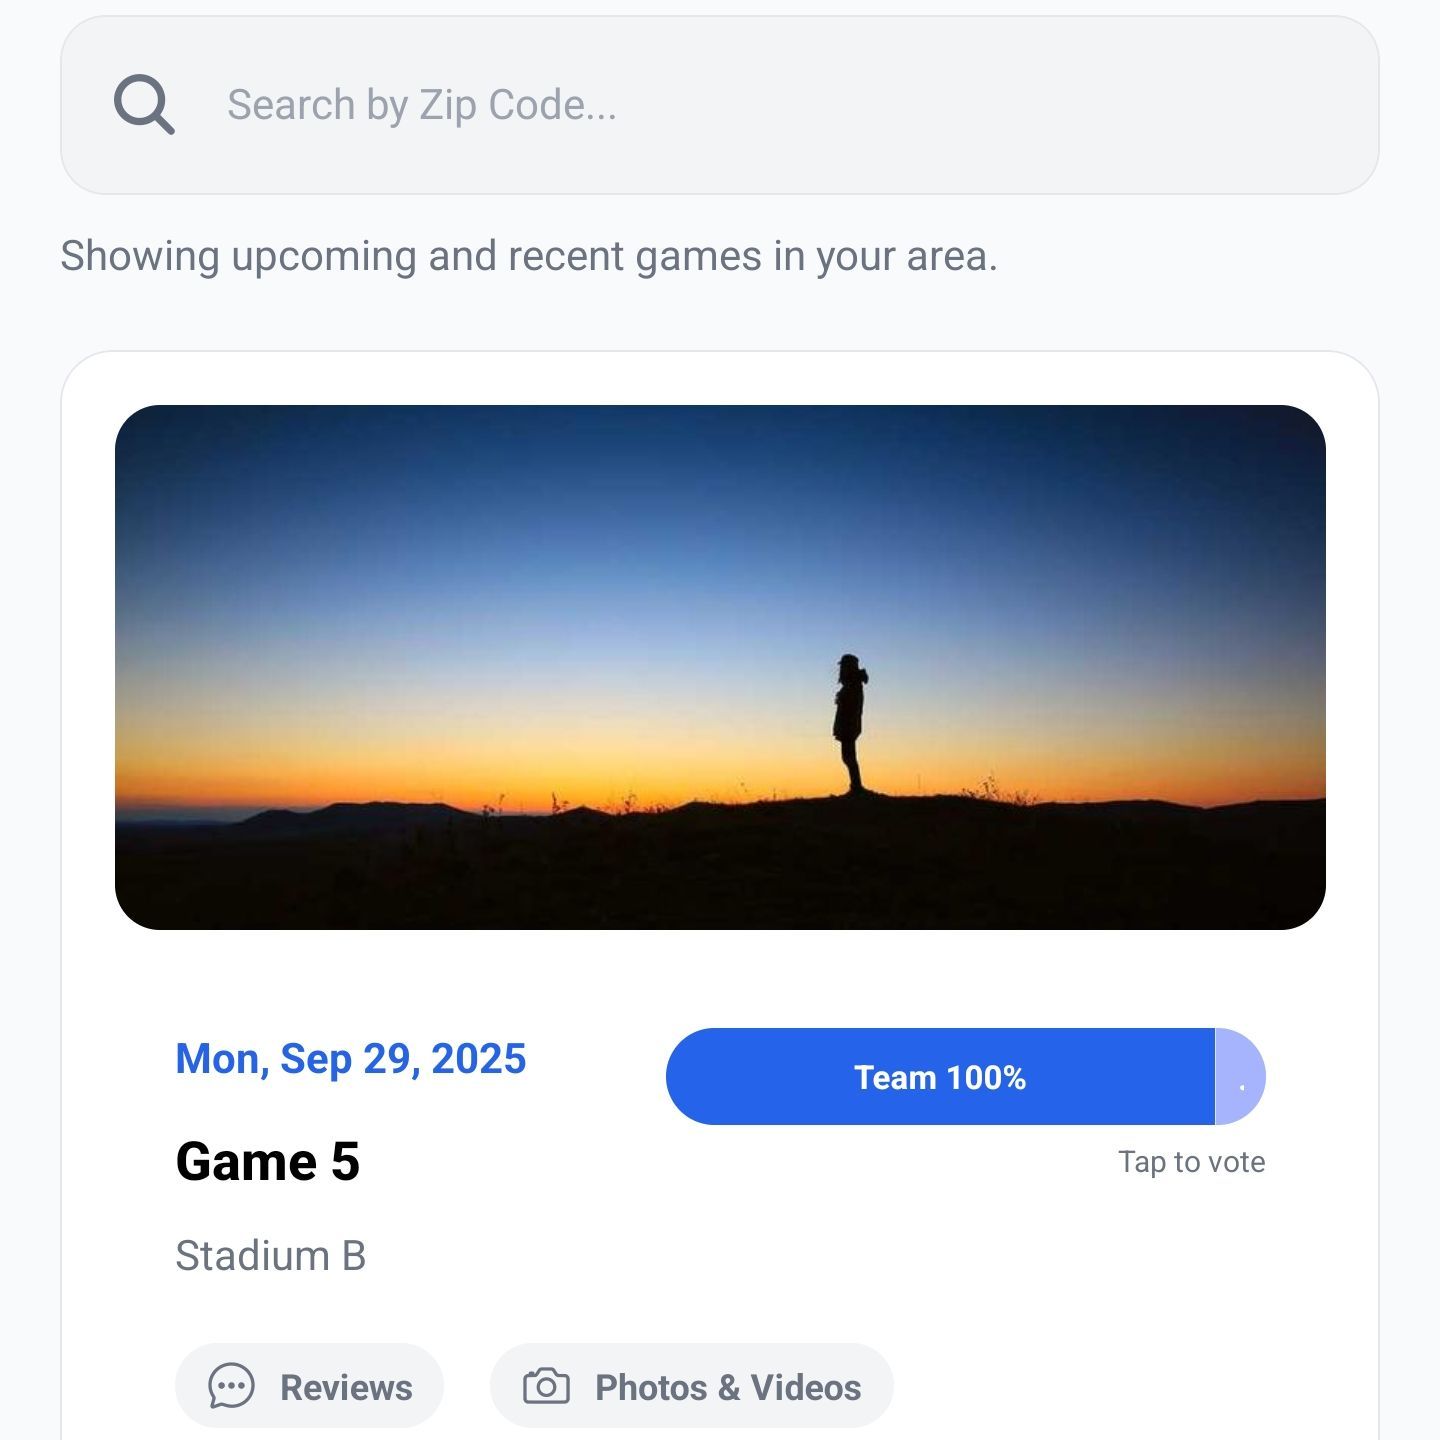 Search by Zip Code...
Showing upcoming and recent games in your area.
Mon, Sep 29, 2025
Team 100%
.
Game 5
Tap to vote
Stadium B
Reviews
Photos & Videos